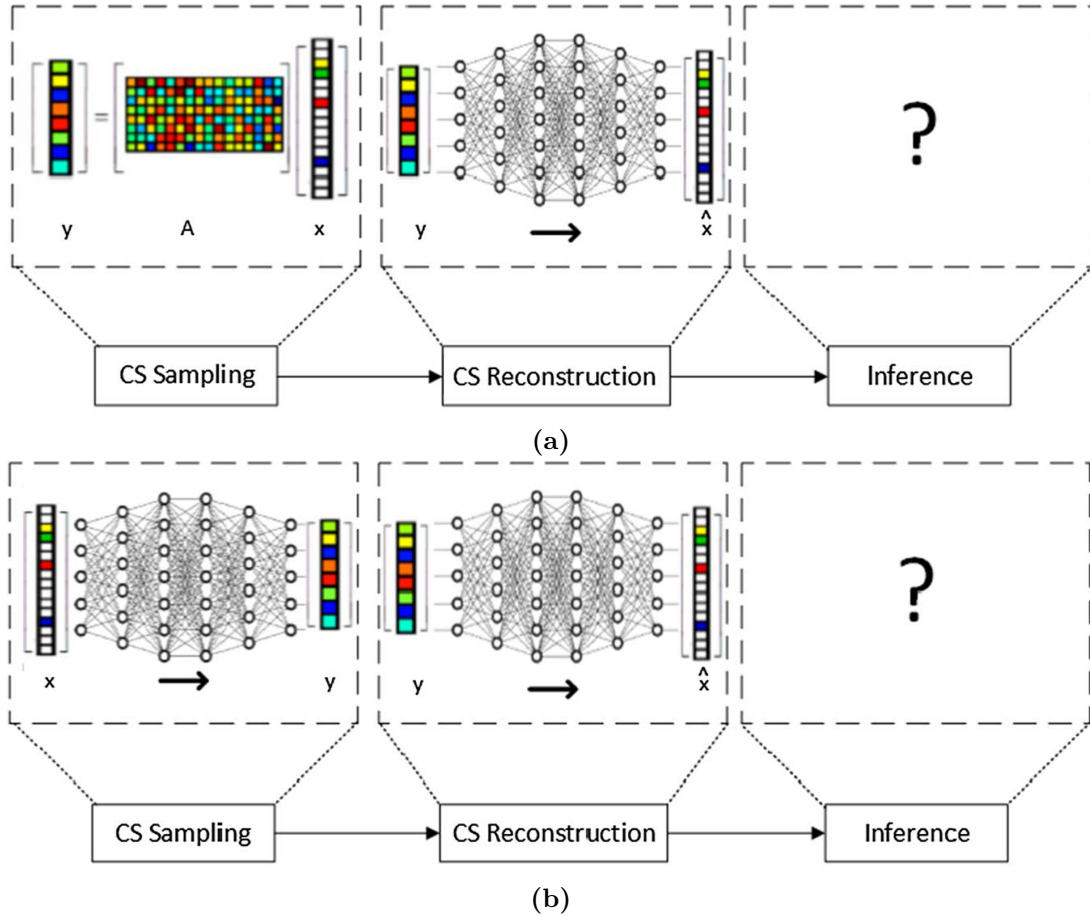 =
y A x
y → x̂
?
CS Sampling CS Reconstruction Inference
(a)
x → y
y → x̂
?
CS Sampling CS Reconstruction Inference
(b)